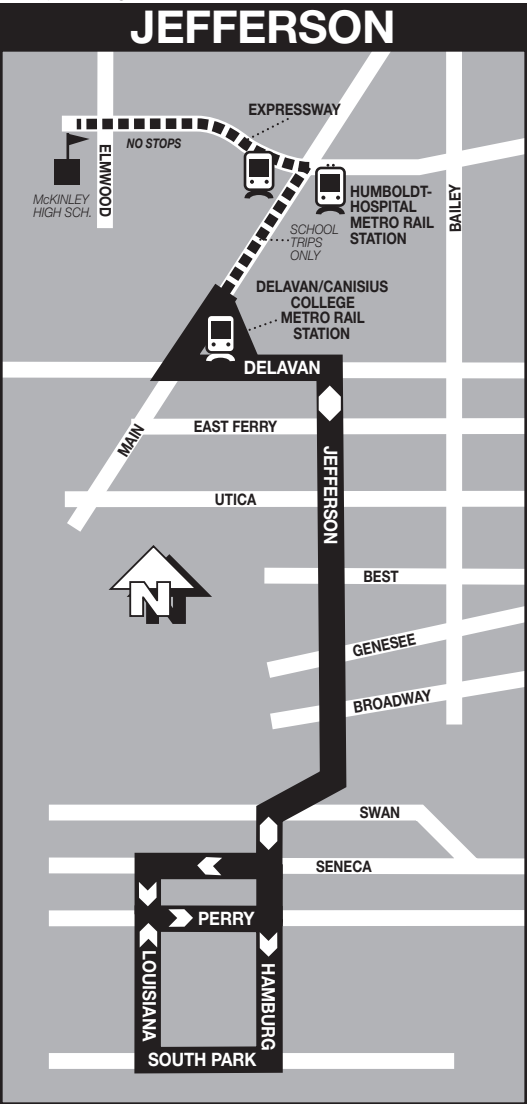 JEFFERSON
EXPRESSWAY
NO STOPS
ELMWOOD
McKINLEY
HIGH SCH.
HUMBOLDT-
HOSPITAL
METRO RAIL
STATION
BAILEY
SCHOOL
TRIPS
ONLY
DELAVAN/CANISIUS
COLLEGE
METRO RAIL
STATION
DELAVAN
MAIN
EAST FERRY
JEFFERSON
UTICA
N
BEST
GENESEE
BROADWAY
SWAN
SENECA
PERRY
LOUISIANA
HAMBURG
SOUTH PARK